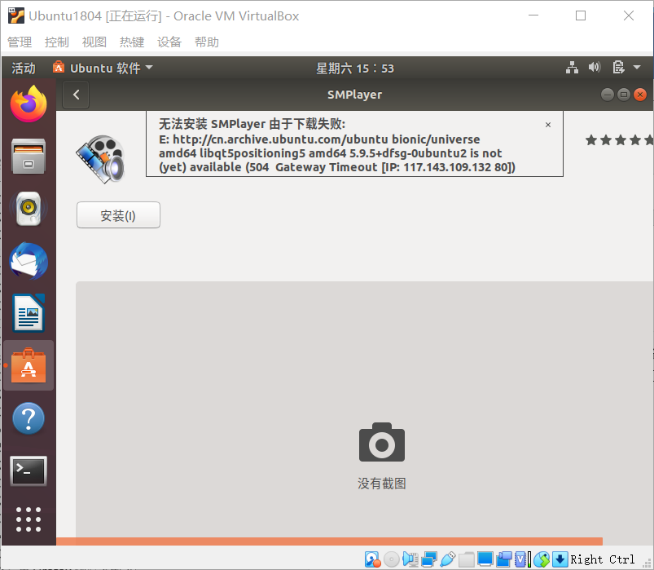 Ubuntu1804 [正在运行] - Oracle VM VirtualBox
管理 控制 视图 热键 设备 帮助
活动 Ubuntu 软件 星期六 15：53
SMPlayer
无法安装 SMPlayer 由于下载失败:
E: http://cn.archive.ubuntu.com/ubuntu bionic/universe
amd64 libqt5positioning5 amd64 5.9.5+dfsg-0ubuntu2 is not
(yet) available (504 Gateway Timeout [IP: 117.143.109.132 80])
安装(I)
没有截图
Right Ctrl